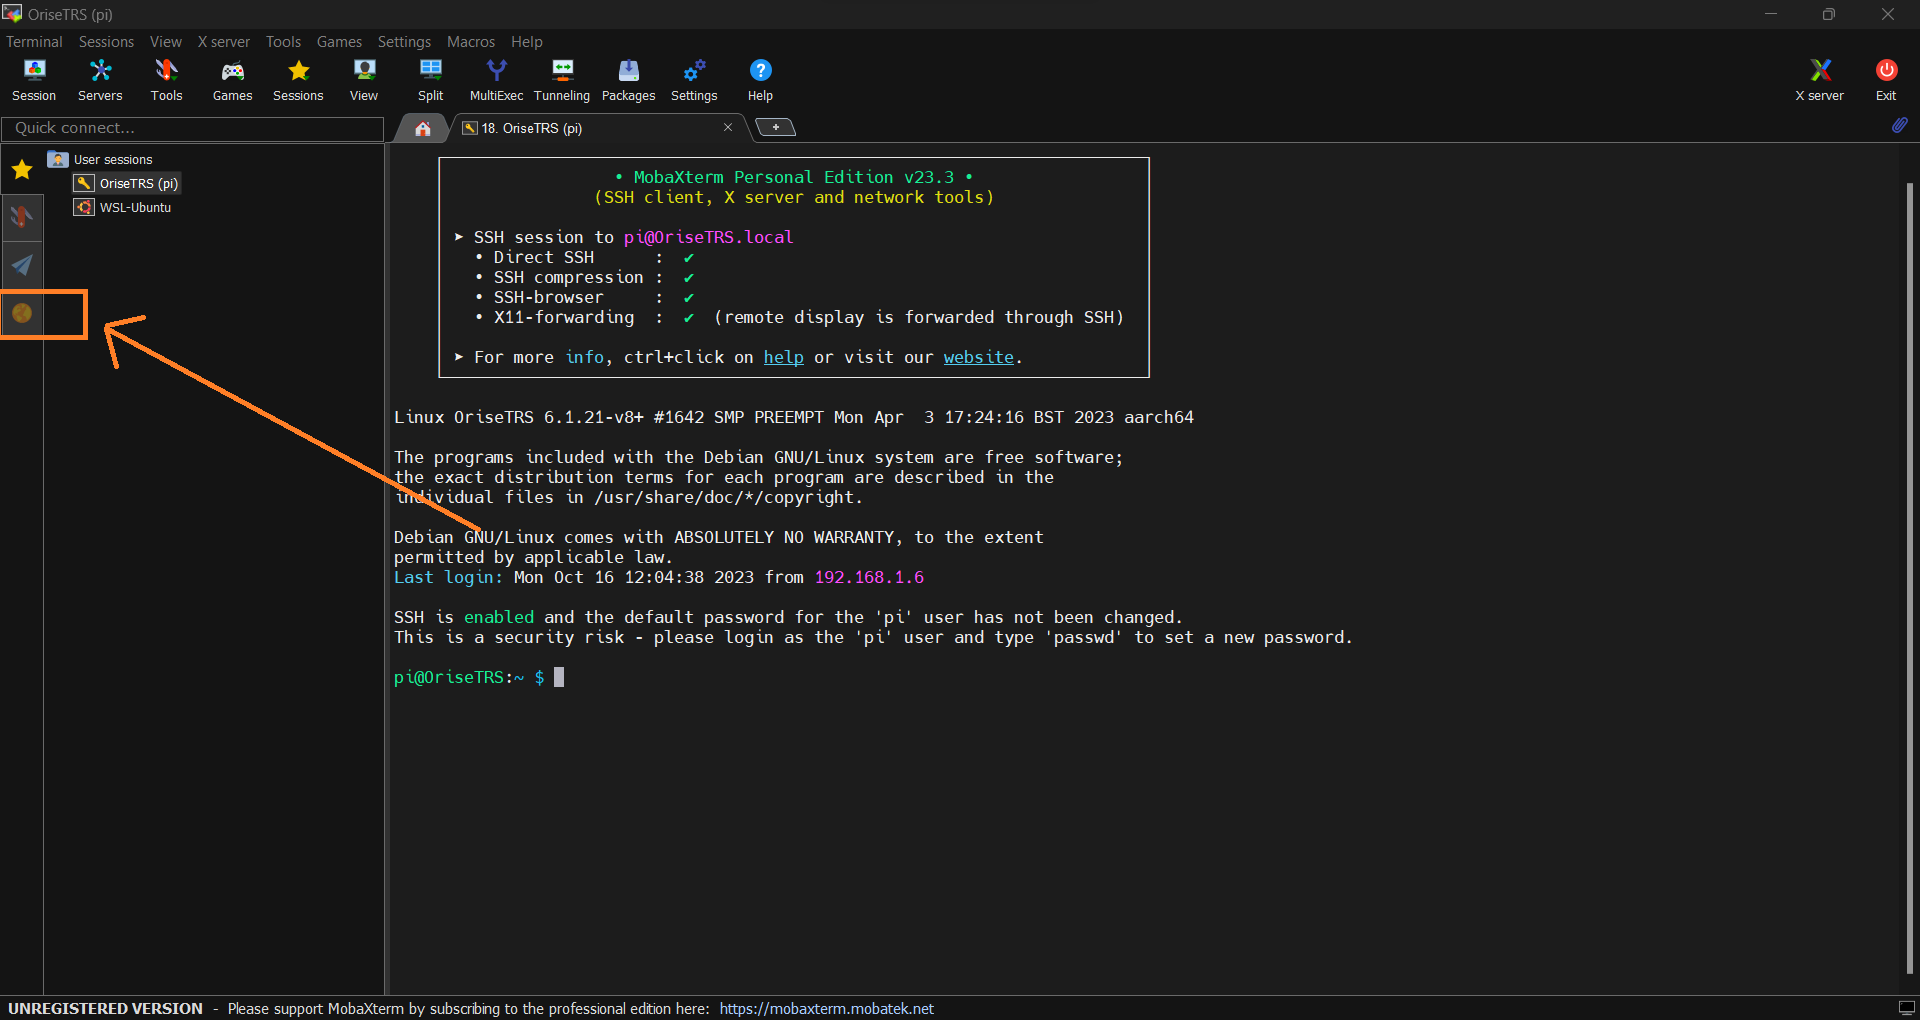 OriseTRS (pi)
Terminal Sessions View X server Tools Games Settings Macros Help
Session Servers Tools Games Sessions View Split MultiExec Tunneling Packages Settings Help X server Exit
Quick connect...
18. OriseTRS (pi)
User sessions
OriseTRS (pi)
WSL-Ubuntu
• MobaXterm Personal Edition v23.3 •
(SSH client, X server and network tools)
➤ SSH session to pi@OriseTRS.local
• Direct SSH : ✔
• SSH compression : ✔
• SSH-browser : ✔
• X11-forwarding : ✔ (remote display is forwarded through SSH)
➤ For more info, ctrl+click on help or visit our website.
Linux OriseTRS 6.1.21-v8+ #1642 SMP PREEMPT Mon Apr  3 17:24:16 BST 2023 aarch64
The programs included with the Debian GNU/Linux system are free software;
the exact distribution terms for each program are described in the
individual files in /usr/share/doc/*/copyright.
Debian GNU/Linux comes with ABSOLUTELY NO WARRANTY, to the extent
permitted by applicable law.
Last login: Mon Oct 16 12:04:38 2023 from 192.168.1.6
SSH is enabled and the default password for the 'pi' user has not been changed.
This is a security risk - please login as the 'pi' user and type 'passwd' to set a new password.
pi@OriseTRS:~ $
UNREGISTERED VERSION - Please support MobaXterm by subscribing to the professional edition here: https://mobaxterm.mobatek.net